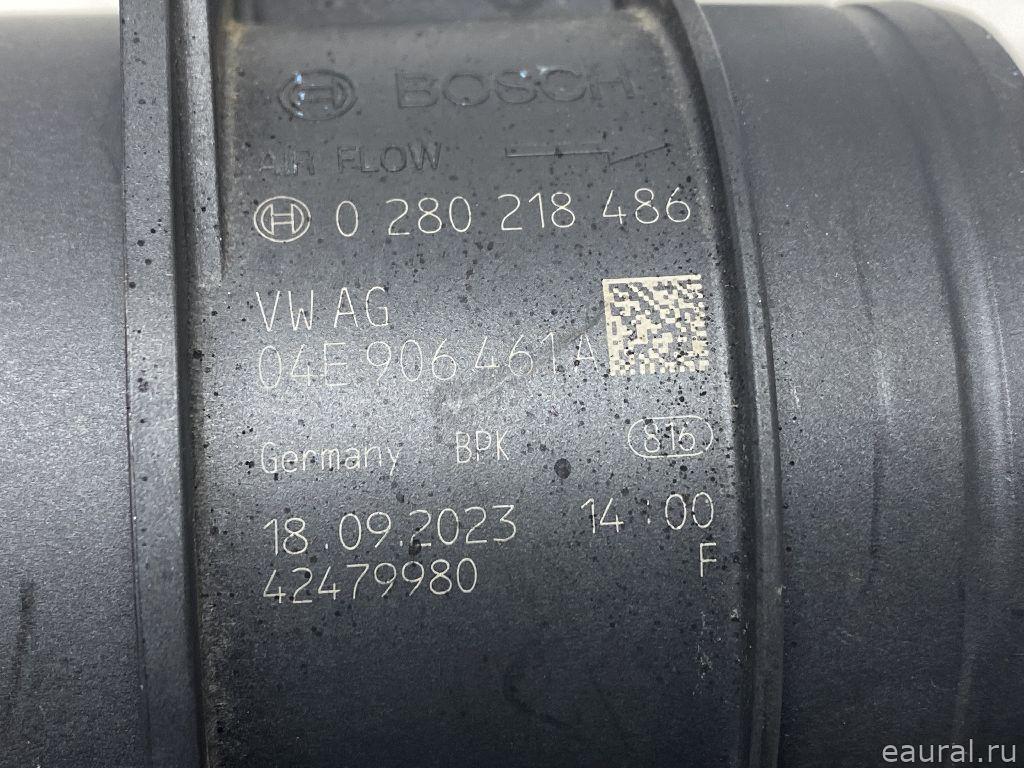 BOSCH
AIR FLOW
0 280 218 486
VW AG
04E 906 461 A
Germany BPK 816
18.09.2023 14:00
42479980 F
eaural.ru